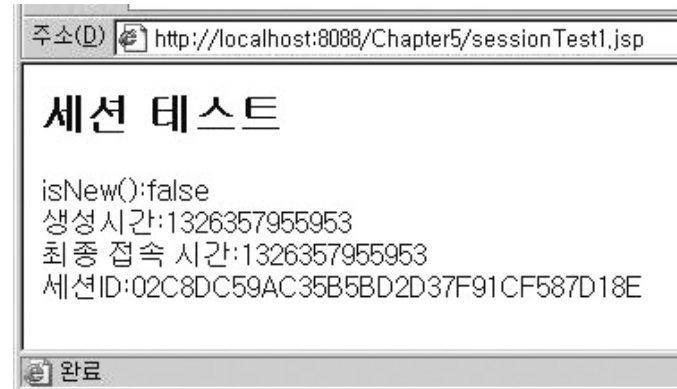 주소(D) http://localhost:8088/Chapter5/sessionTest1.jsp
세션 테스트
isNew():false
생성시간:1326357955953
최종 접속 시간:1326357955953
세션ID:02C8DC59AC35B5BD2D37F91CF587D18E
완료